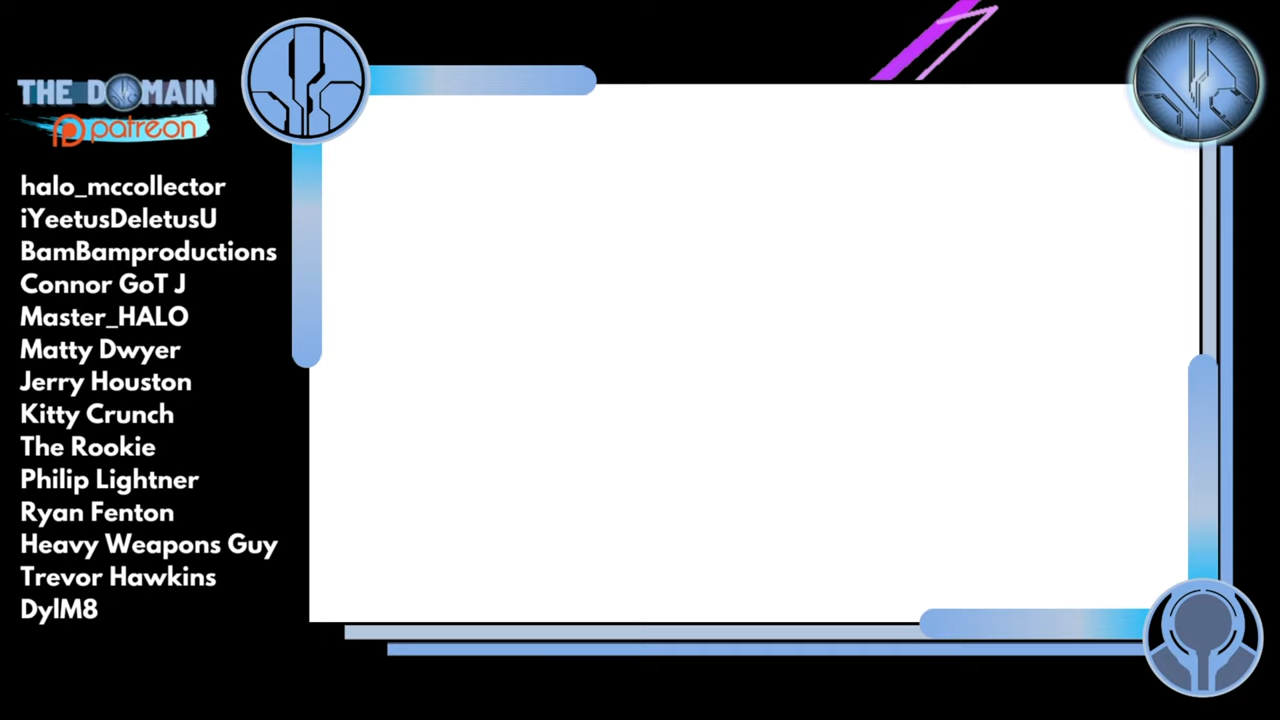 THE DOMAIN
patreon
halo_mccollector
iYeetusDeletusU
BamBamproductions
Connor GoT J
Master_HALO
Matty Dwyer
Jerry Houston
Kitty Crunch
The Rookie
Philip Lightner
Ryan Fenton
Heavy Weapons Guy
Trevor Hawkins
DylM8